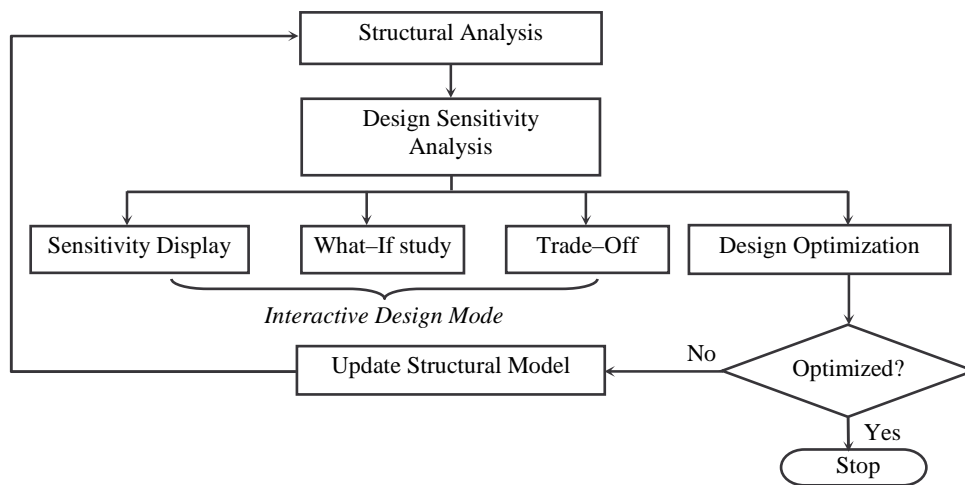 Structural Analysis
Design Sensitivity
Analysis
Sensitivity Display
What–If study
Trade–Off
Design Optimization
Interactive Design Mode
Update Structural Model
No
Optimized?
Yes
Stop